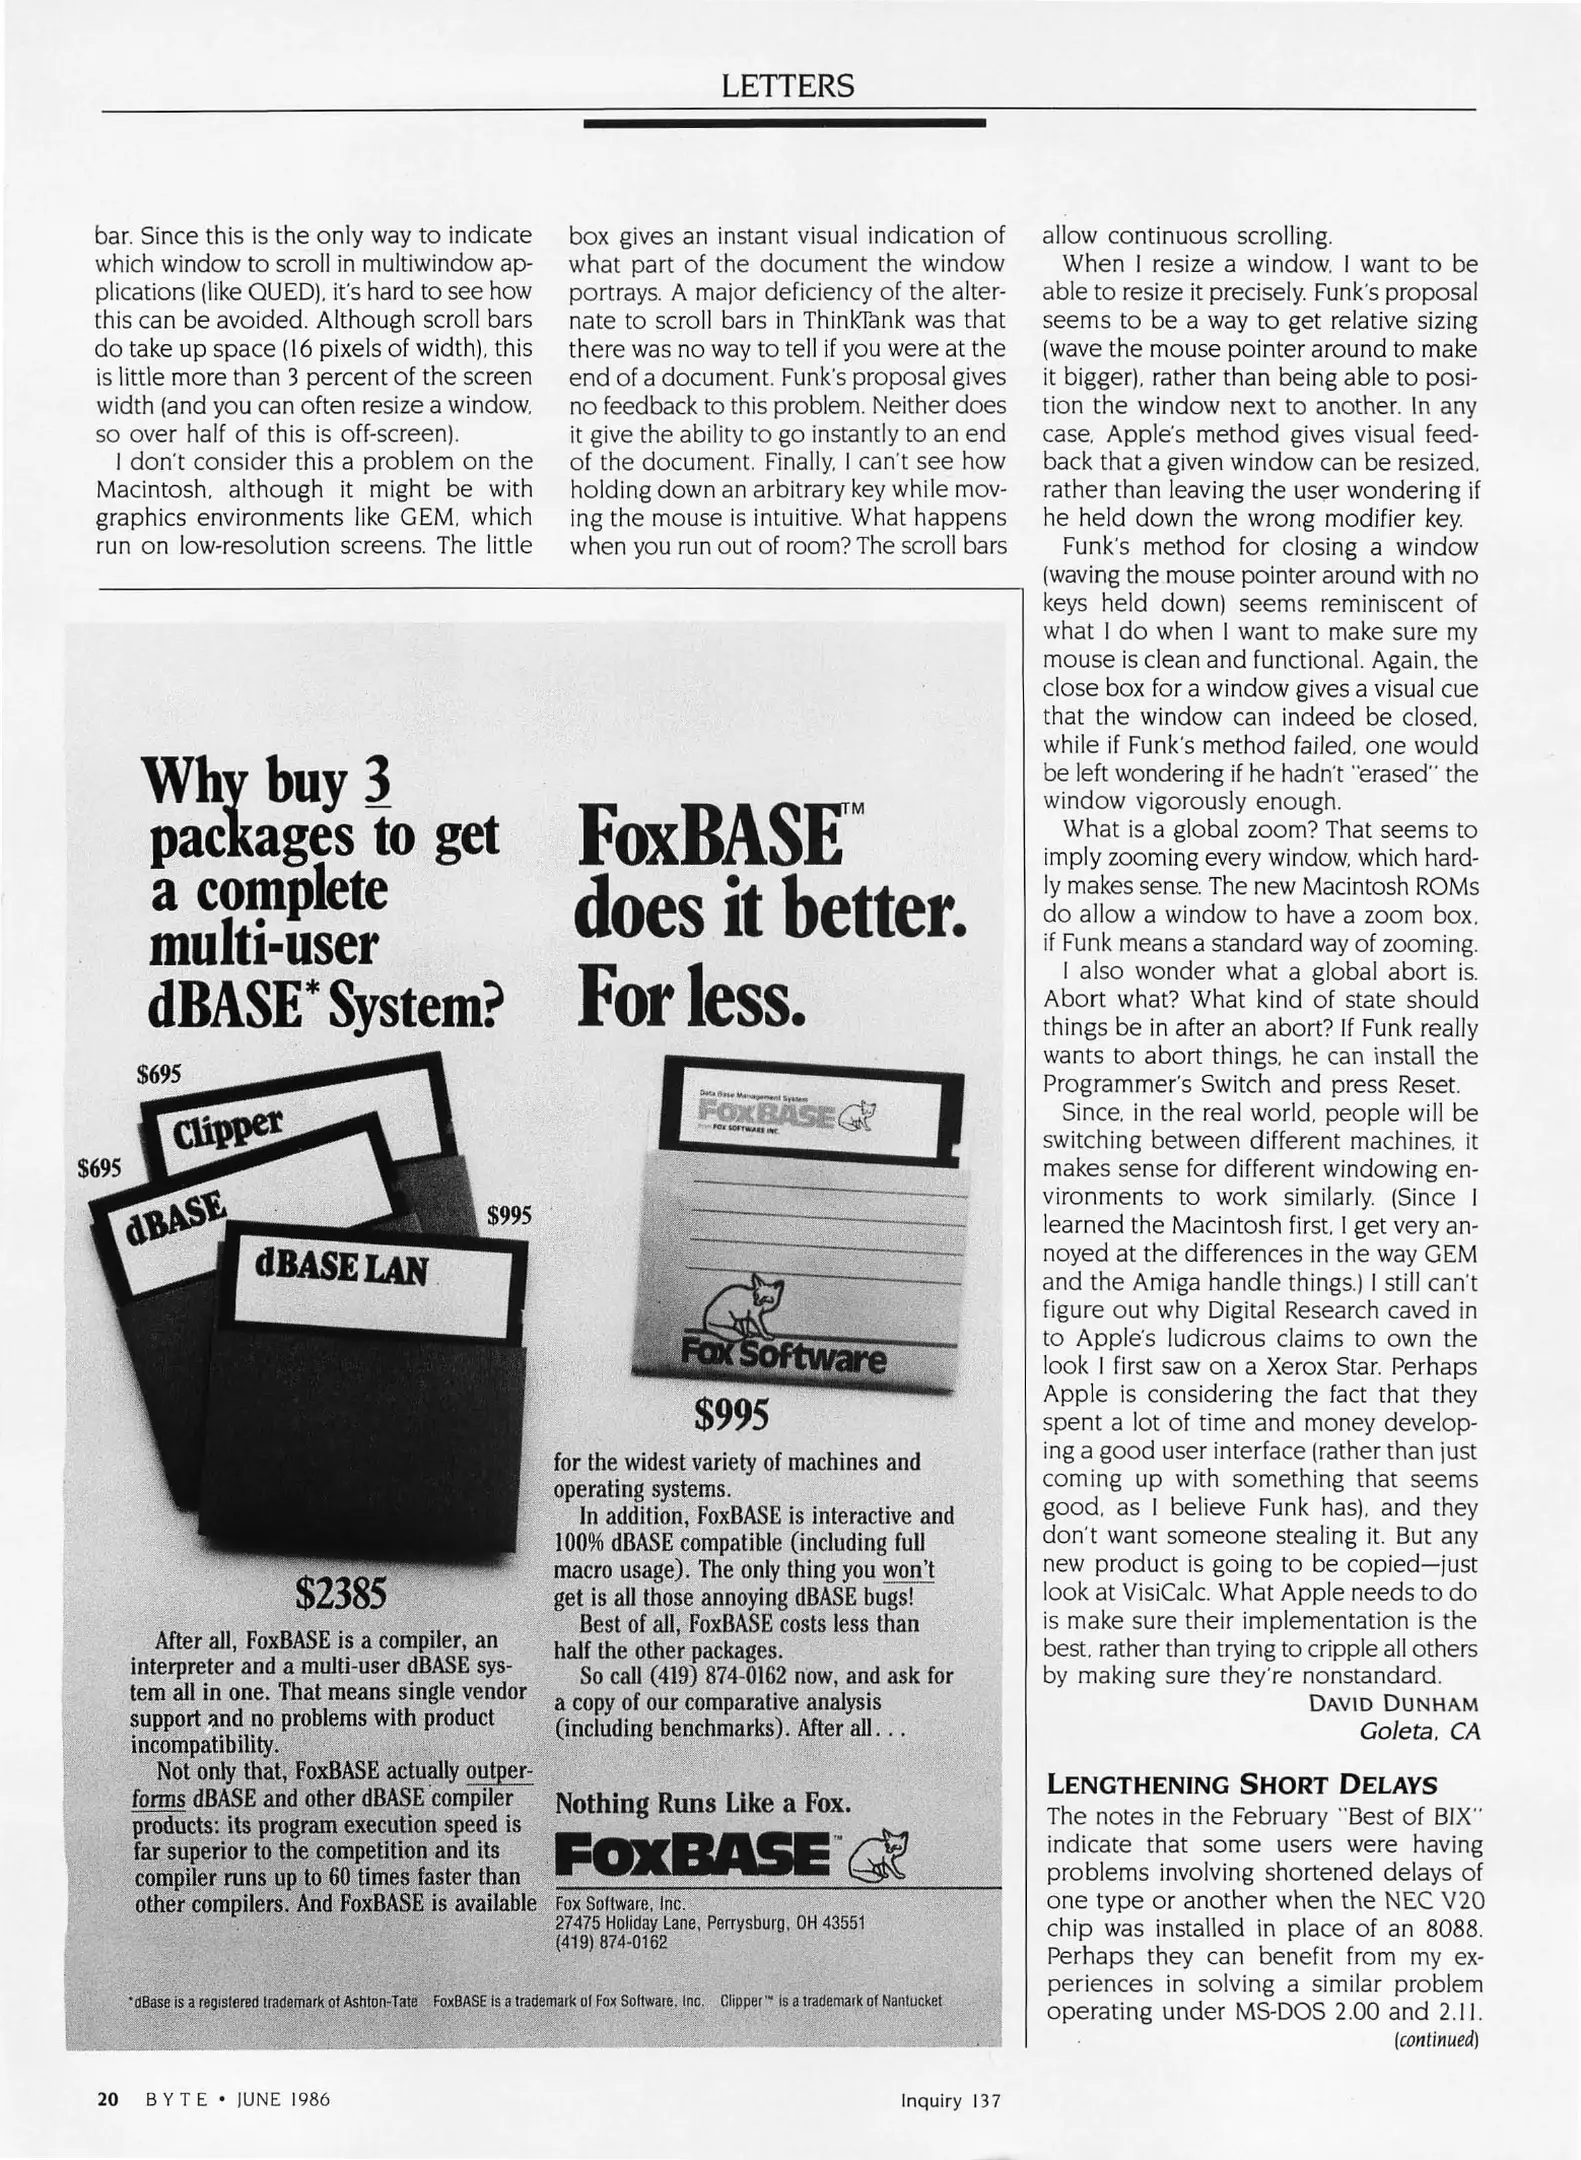 LETTERS
bar. Since this is the only way to indicate
which window to scroll in multiwindow ap-
plications (like QUED), it's hard to see how
this can be avoided. Although scroll bars
do take up space (16 pixels of width), this
is little more than 3 percent of the screen
width (and you can often resize a window,
so over half of this is off-screen).
I don't consider this a problem on the
Macintosh, although it might be with
graphics environments like GEM, which
run on low-resolution screens. The little
box gives an instant visual indication of
what part of the document the window
portrays. A major deficiency of the alter-
nate to scroll bars in ThinkTank was that
there was no way to tell if you were at the
end of a document. Funk's proposal gives
no feedback to this problem. Neither does
it give the ability to go instantly to an end
of the document. Finally, I can't see how
holding down an arbitrary key while mov-
ing the mouse is intuitive. What happens
when you run out of room? The scroll bars
allow continuous scrolling.
When I resize a window, I want to be
able to resize it precisely. Funk's proposal
seems to be a way to get relative sizing
(wave the mouse pointer around to make
it bigger), rather than being able to posi-
tion the window next to another. In any
case, Apple's method gives visual feed-
back that a given window can be resized,
rather than leaving the user wondering if
he held down the wrong modifier key.
Funk's method for closing a window
(waving the mouse pointer around with no
keys held down) seems reminiscent of
what I do when I want to make sure my
mouse is clean and functional. Again, the
close box for a window gives a visual cue
that the window can indeed be closed,
while if Funk's method failed, one would
be left wondering if he hadn't "erased" the
window vigorously enough.
What is a global zoom? That seems to
imply zooming every window, which hard-
ly makes sense. The new Macintosh ROMs
do allow a window to have a zoom box,
if Funk means a standard way of zooming.
I also wonder what a global abort is.
Abort what? What kind of state should
things be in after an abort? If Funk really
wants to abort things, he can install the
Programmer's Switch and press Reset.
Since, in the real world, people will be
switching between different machines, it
makes sense for different windowing en-
vironments to work similarly. (Since I
learned the Macintosh first, I get very an-
noyed at the differences in the way GEM
and the Amiga handle things.) I still can't
figure out why Digital Research caved in
to Apple's ludicrous claims to own the
look I first saw on a Xerox Star. Perhaps
Apple is considering the fact that they
spent a lot of time and money develop-
ing a good user interface (rather than just
coming up with something that seems
good, as I believe Funk has), and they
don't want someone stealing it. But any
new product is going to be copied—just
look at VisiCalc. What Apple needs to do
is make sure their implementation is the
best, rather than trying to cripple all others
by making sure they're nonstandard.
DAVID DUNHAM
Goleta, CA
LENGTHENING SHORT DELAYS
The notes in the February "Best of BIX"
indicate that some users were having
problems involving shortened delays of
one type or another when the NEC V20
chip was installed in place of an 8088.
Perhaps they can benefit from my ex-
periences in solving a similar problem
operating under MS-DOS 2.00 and 2.11.
(continued)
Why buy 3
packages to get
a complete
multi-user
dBASE* System?
$695
Clipper
$695
dBASE
$995
dBASE LAN
$2385
After all, FoxBASE is a compiler, an
interpreter and a multi-user dBASE sys-
tem all in one. That means single vendor
support and no problems with product
incompatibility.
Not only that, FoxBASE actually outper-
forms dBASE and other dBASE compiler
products: its program execution speed is
far superior to the competition and its
compiler runs up to 60 times faster than
other compilers. And FoxBASE is available
FoxBASE™
does it better.
For less.
Data Base Management System
FOXBASE
from FOX SOFTWARE INC.
Fox Software
$995
for the widest variety of machines and
operating systems.
In addition, FoxBASE is interactive and
100% dBASE compatible (including full
macro usage). The only thing you won't
get is all those annoying dBASE bugs!
Best of all, FoxBASE costs less than
half the other packages.
So call (419) 874-0162 now, and ask for
a copy of our comparative analysis
(including benchmarks). After all. . .
Nothing Runs Like a Fox.
FOXBASE™
Fox Software, Inc.
27475 Holiday Lane, Perrysburg, OH 43551
(419) 874-0162
*dBase is a registered trademark of Ashton-Tate FoxBASE is a trademark of Fox Software, Inc. Clipper™ is a trademark of Nantucket
20 BYTE • JUNE 1986
Inquiry 137